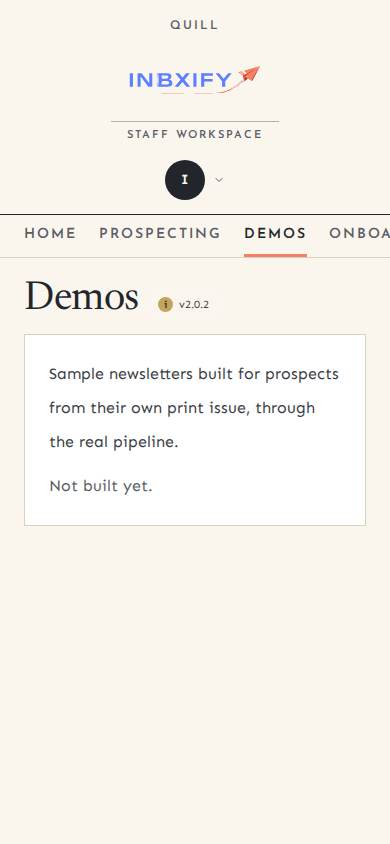 QUILL
INBXIFY
STAFF WORKSPACE
I
HOME PROSPECTING DEMOS ONBOA
Demos i v2.0.2
Sample newsletters built for prospects
from their own print issue, through
the real pipeline.
Not built yet.